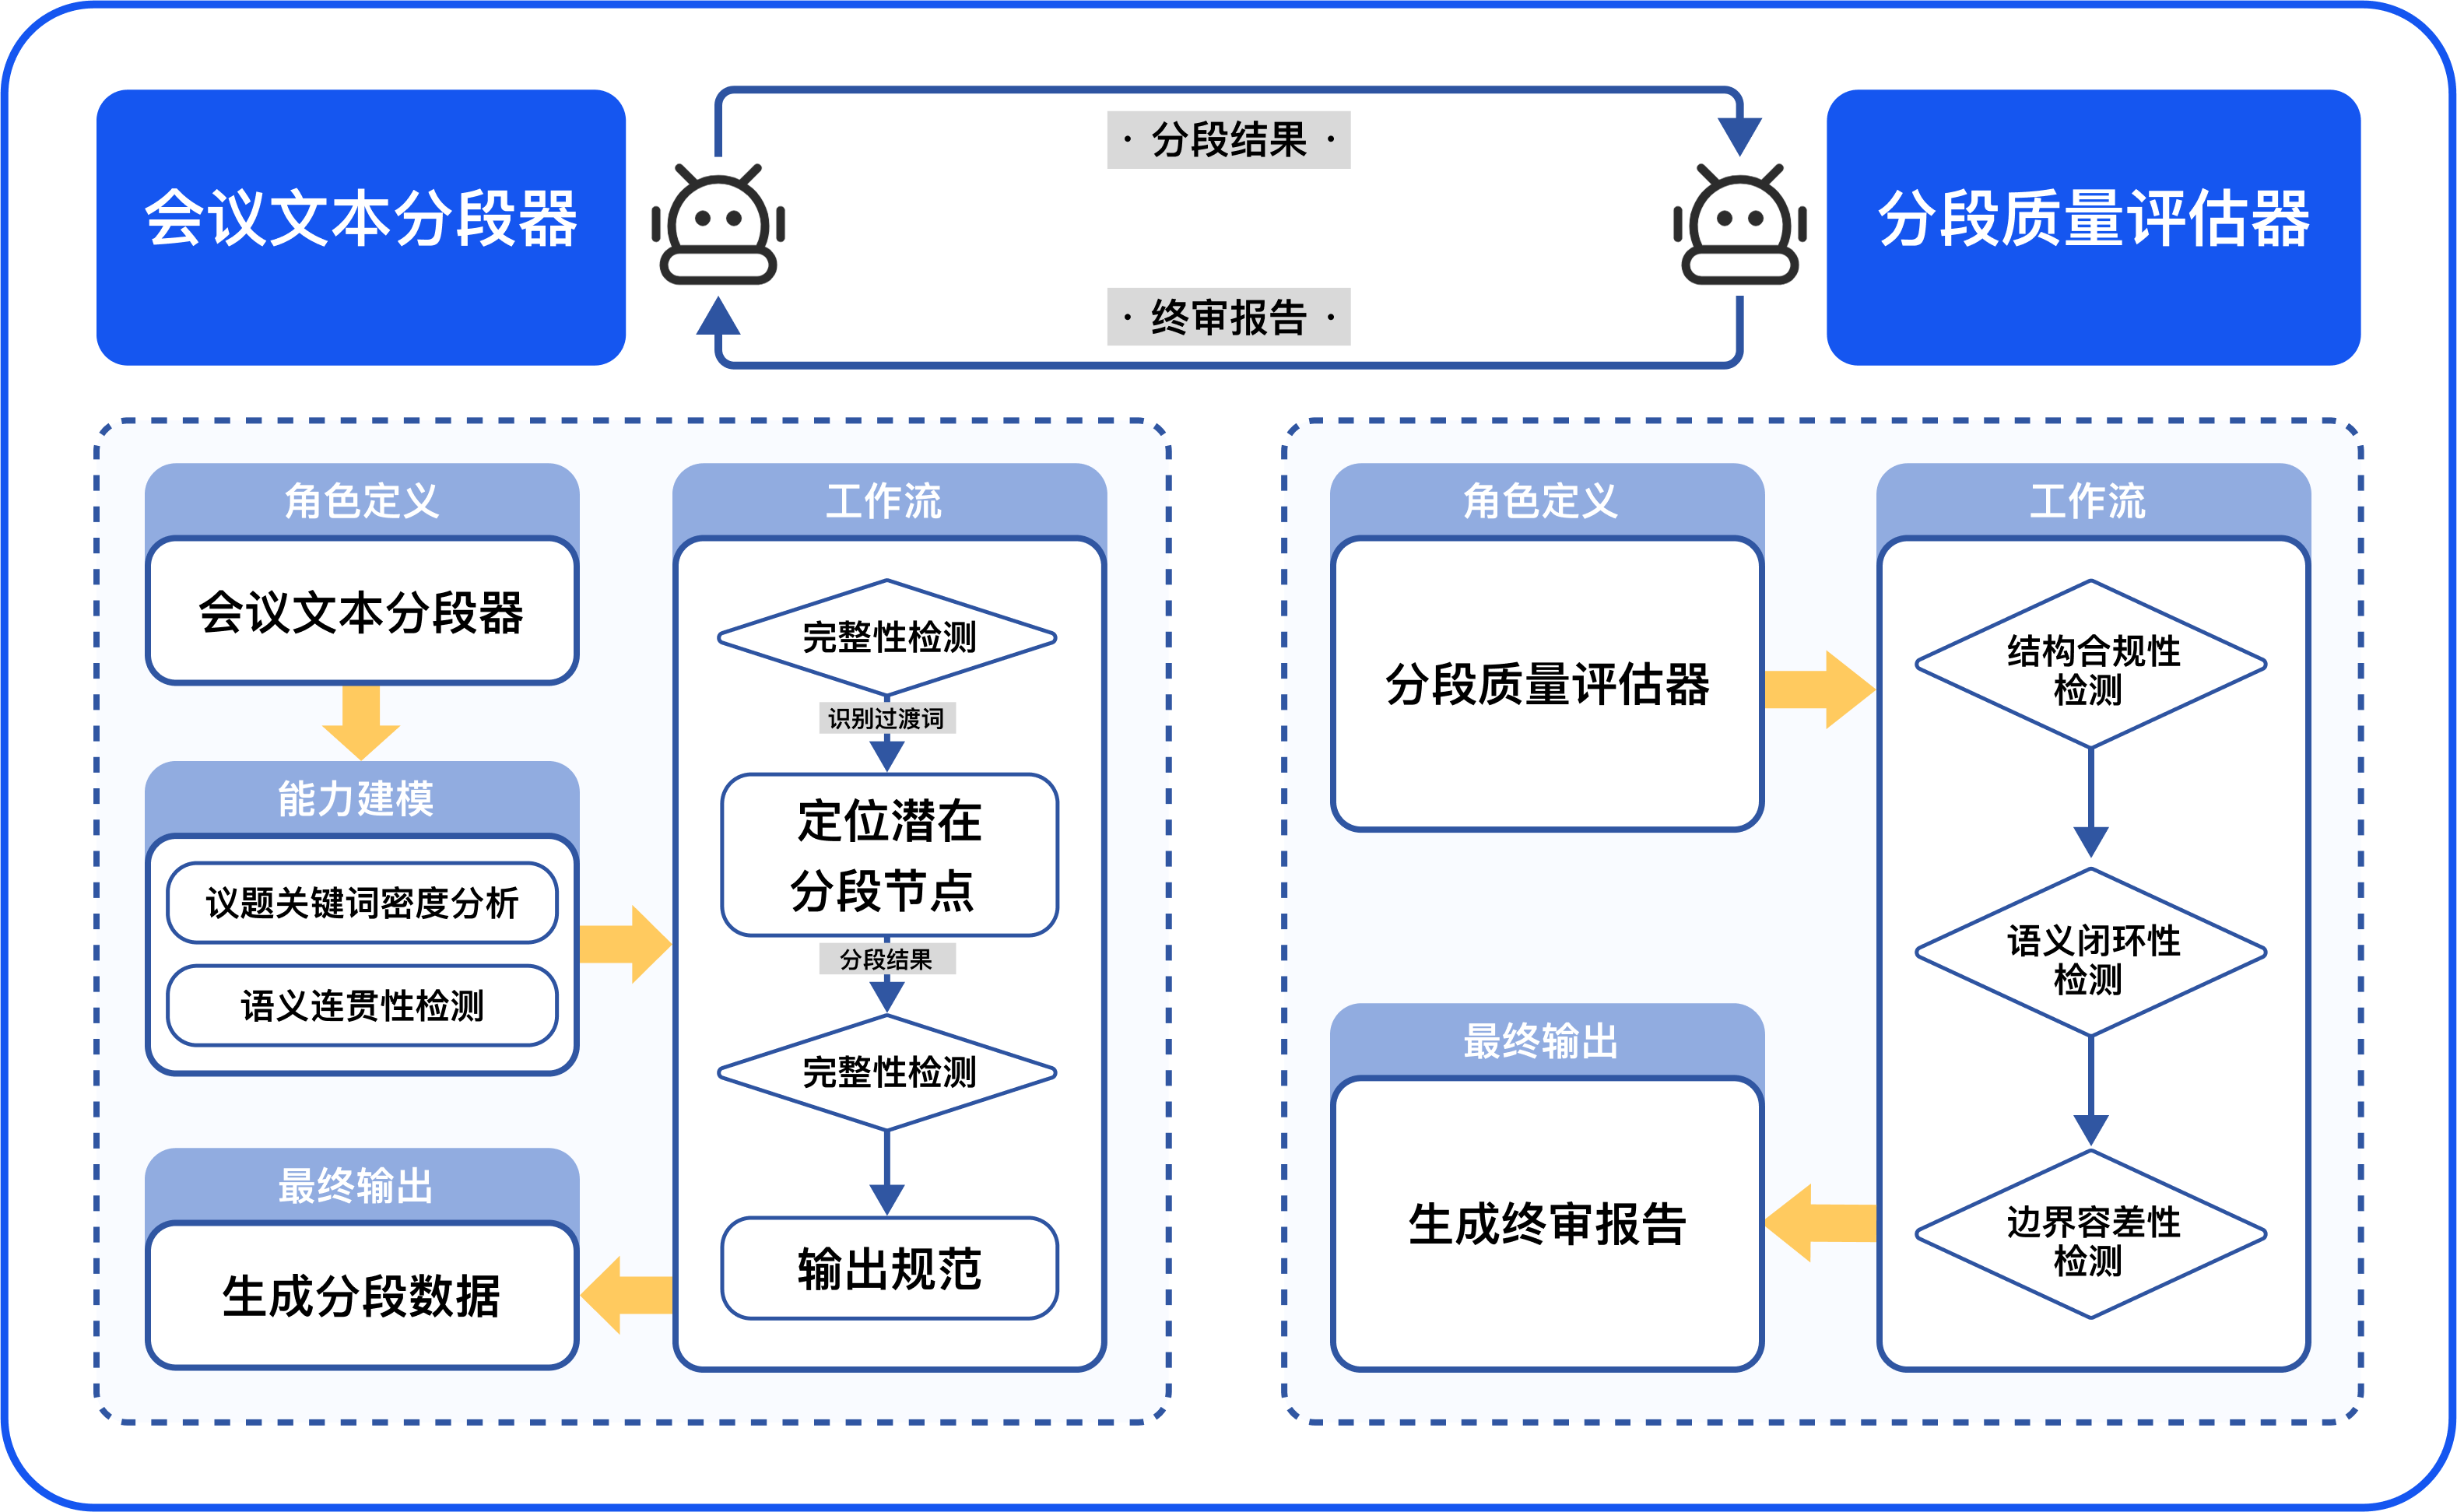 会议文本分段器
· 分段结果 ·
· 终审报告 ·
分段质量评估器
角色定义
会议文本分段器
能力建模
议题关键词密度分析
语义连贯性检测
最终输出
生成分段数据
工作流
完整性检测
识别过渡词
定位潜在
分段节点
分段结果
完整性检测
输出规范
角色定义
分段质量评估器
最终输出
生成终审报告
工作流
结构合规性
检测
语义闭环性
检测
边界容差性
检测